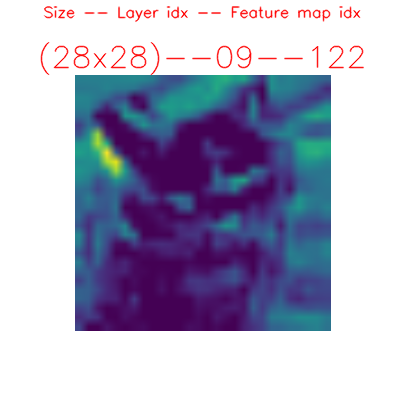 Size -- Layer idx -- Feature map idx
(28x28)--09--122